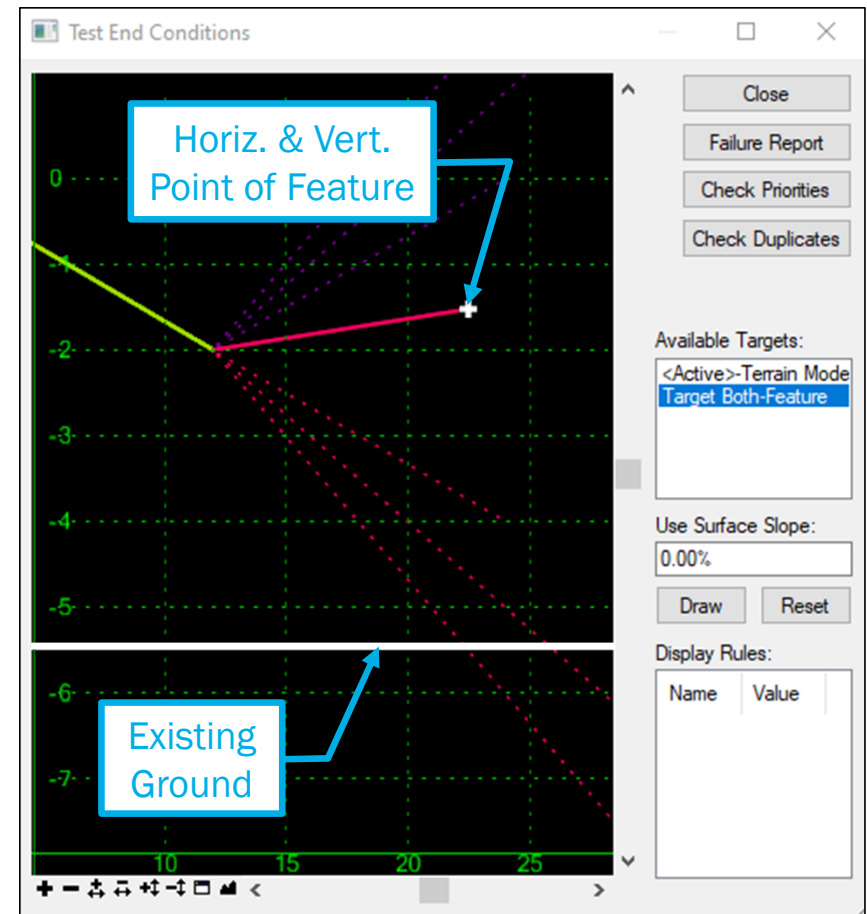 Test End Conditions
Horiz. & Vert.
Point of Feature
0
-1
-2
-3
-4
-5
-6
-7
10
15
20
25
Existing
Ground
Close
Failure Report
Check Priorities
Check Duplicates
Available Targets:
<Active>-Terrain Mode
Target Both-Feature
Use Surface Slope:
0.00%
Draw Reset
Display Rules:
Name Value